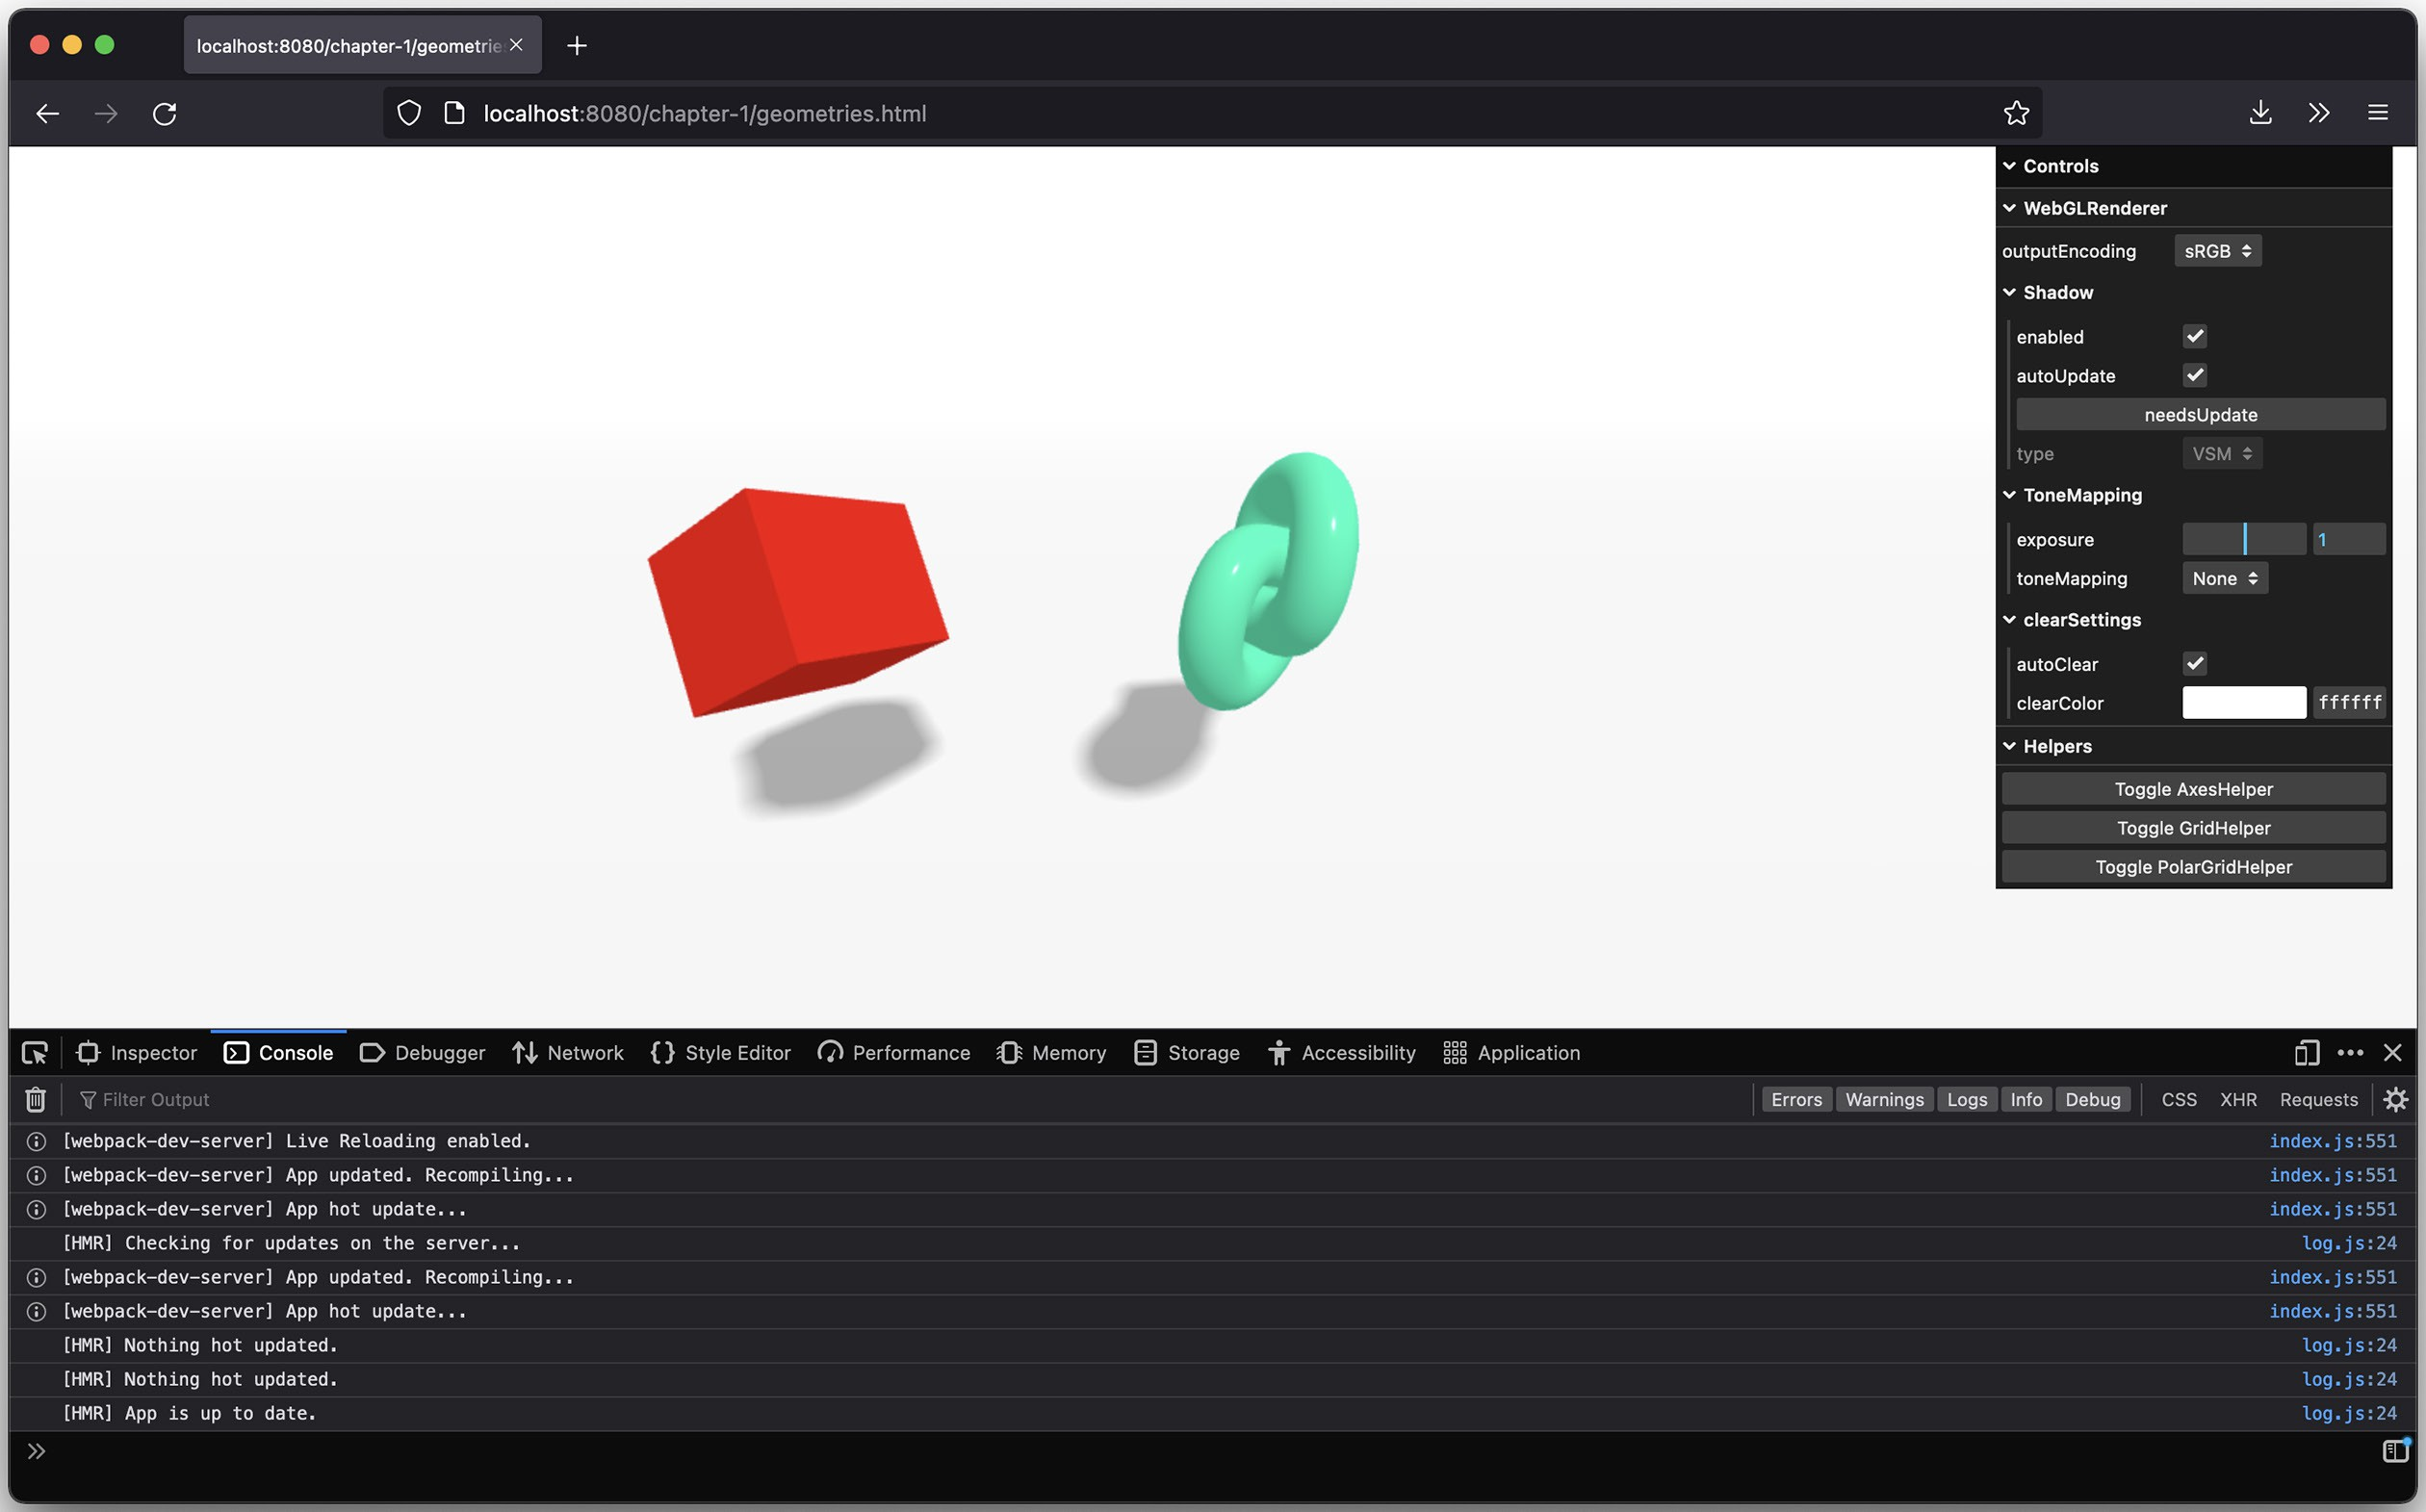 localhost:8080/chapter-1/geometrie
localhost:8080/chapter-1/geometries.html
Controls
WebGLRenderer
outputEncoding sRGB
Shadow
enabled
autoUpdate
needsUpdate
type VSM
ToneMapping
exposure 1
toneMapping None
clearSettings
autoClear
clearColor ffffff
Helpers
Toggle AxesHelper
Toggle GridHelper
Toggle PolarGridHelper
Inspector Console Debugger Network Style Editor Performance Memory Storage Accessibility Application
Filter Output Errors Warnings Logs Info Debug CSS XHR Requests
[webpack-dev-server] Live Reloading enabled. index.js:551
[webpack-dev-server] App updated. Recompiling... index.js:551
[webpack-dev-server] App hot update... index.js:551
[HMR] Checking for updates on the server... log.js:24
[webpack-dev-server] App updated. Recompiling... index.js:551
[webpack-dev-server] App hot update... index.js:551
[HMR] Nothing hot updated. log.js:24
[HMR] Nothing hot updated. log.js:24
[HMR] App is up to date. log.js:24